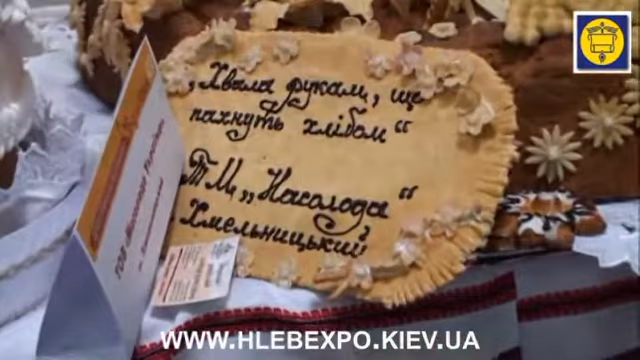 „Хвала рукам, що
пахнуть хлібом“
ТМ „Насолода“
Хмельницький
WWW.HLEBEXPO.KIEV.UA